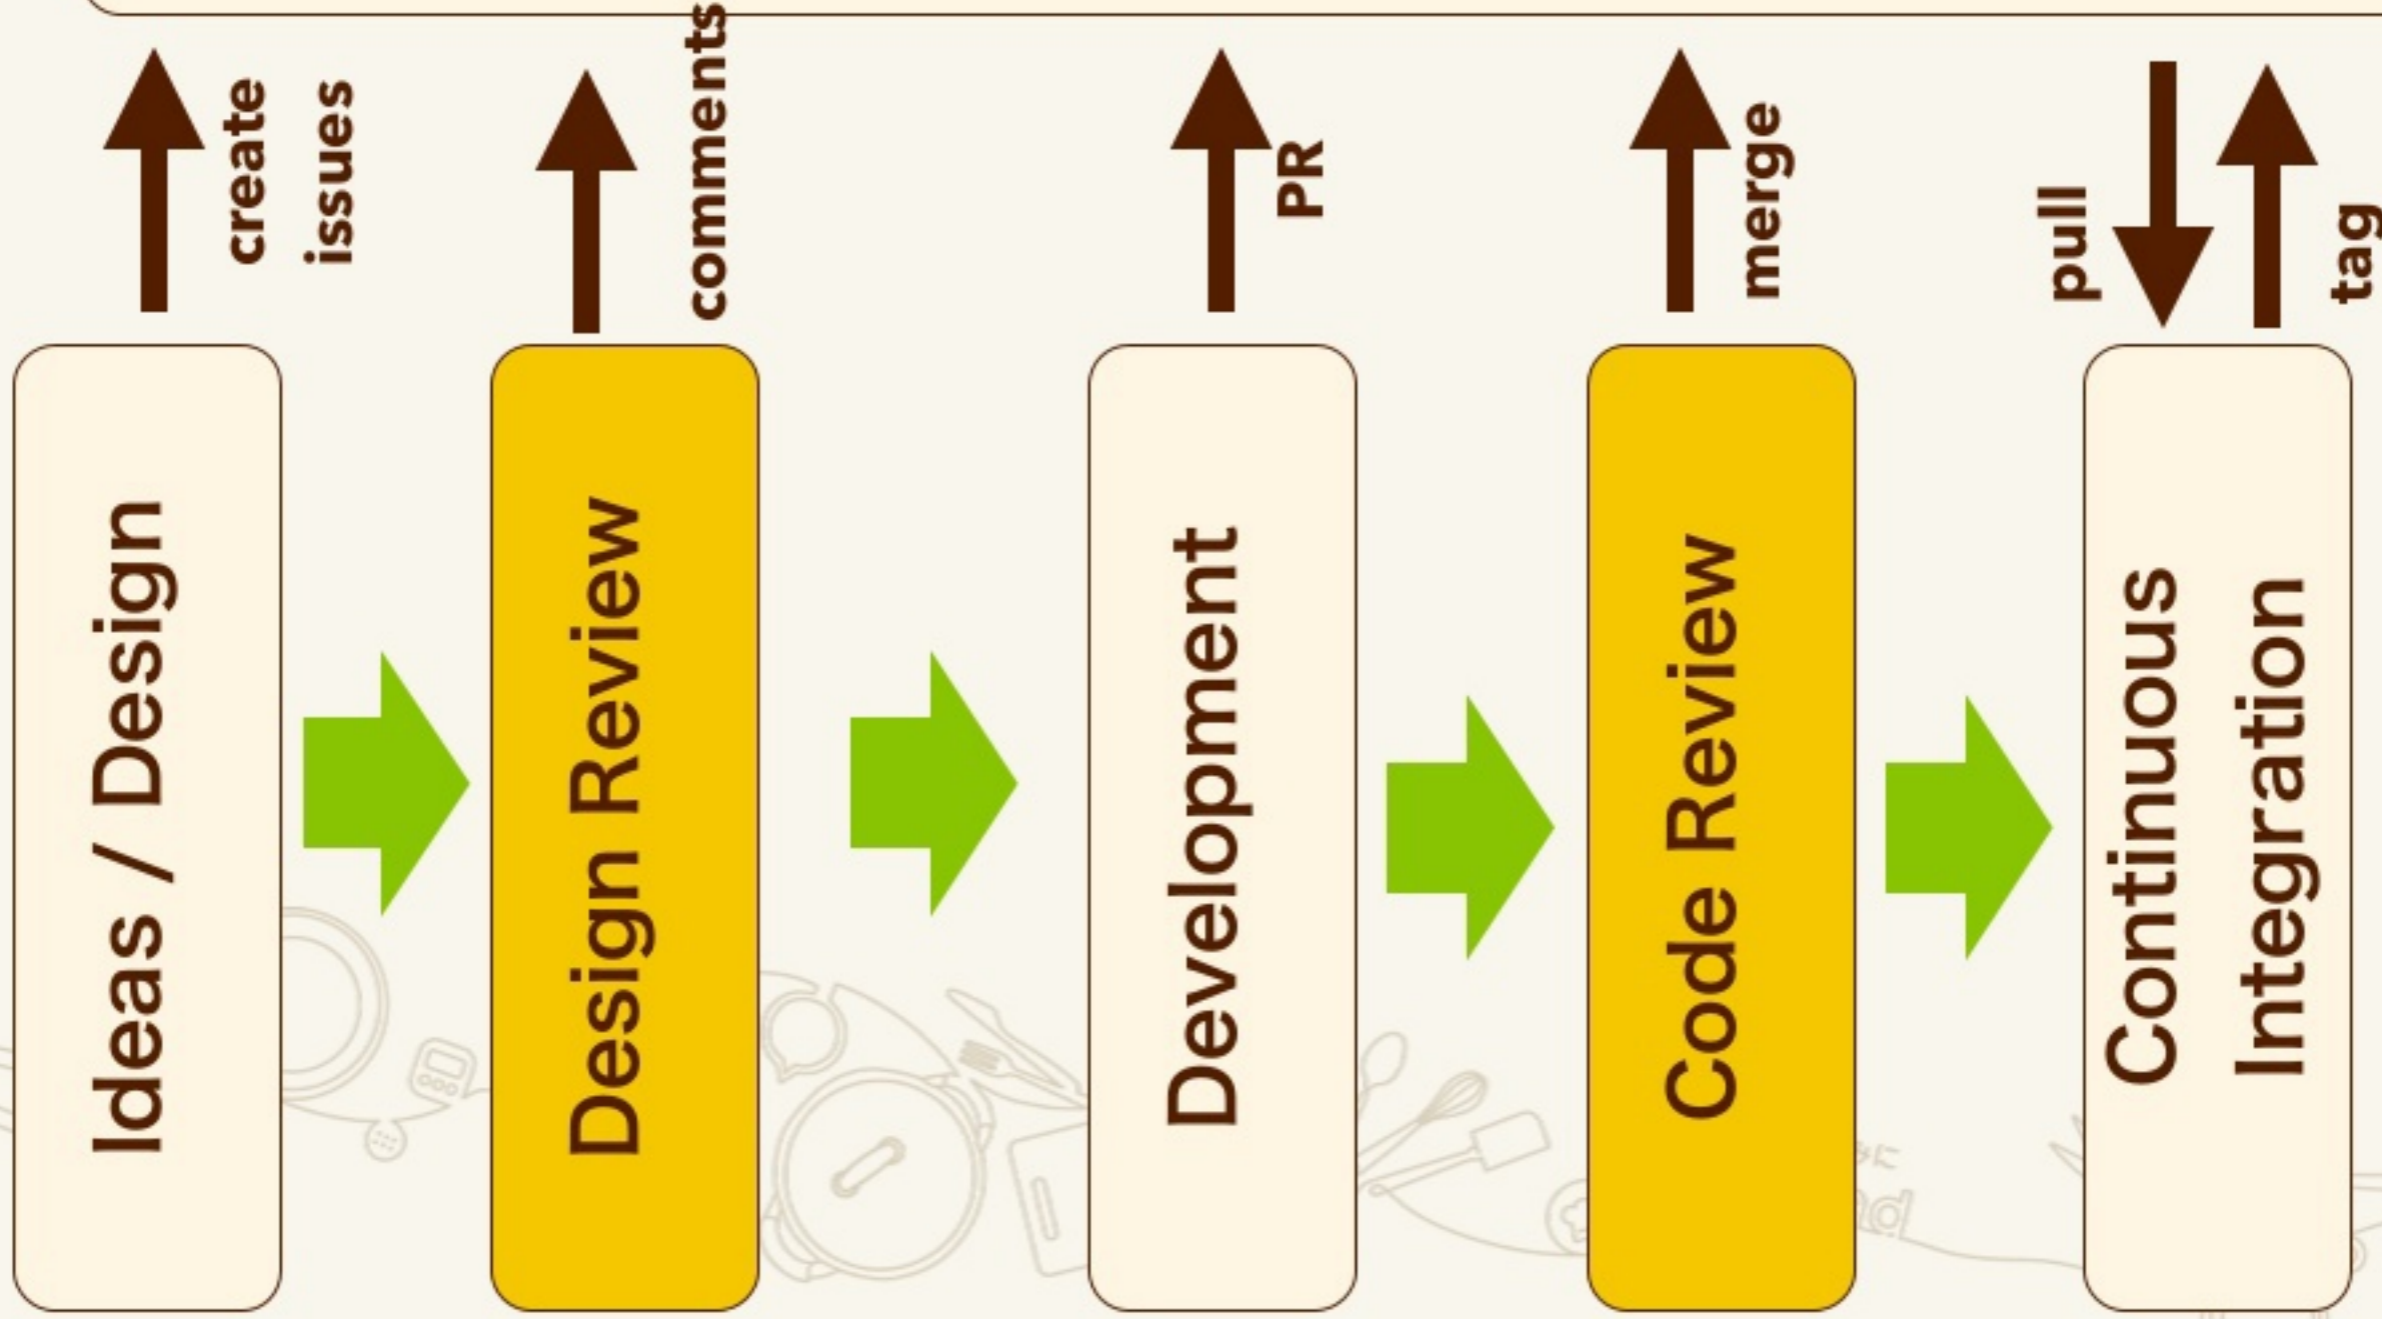 create
issues
comments
PR
merge
pull
tag
Ideas / Design
Design Review
Development
Code Review
Continuous
Integration